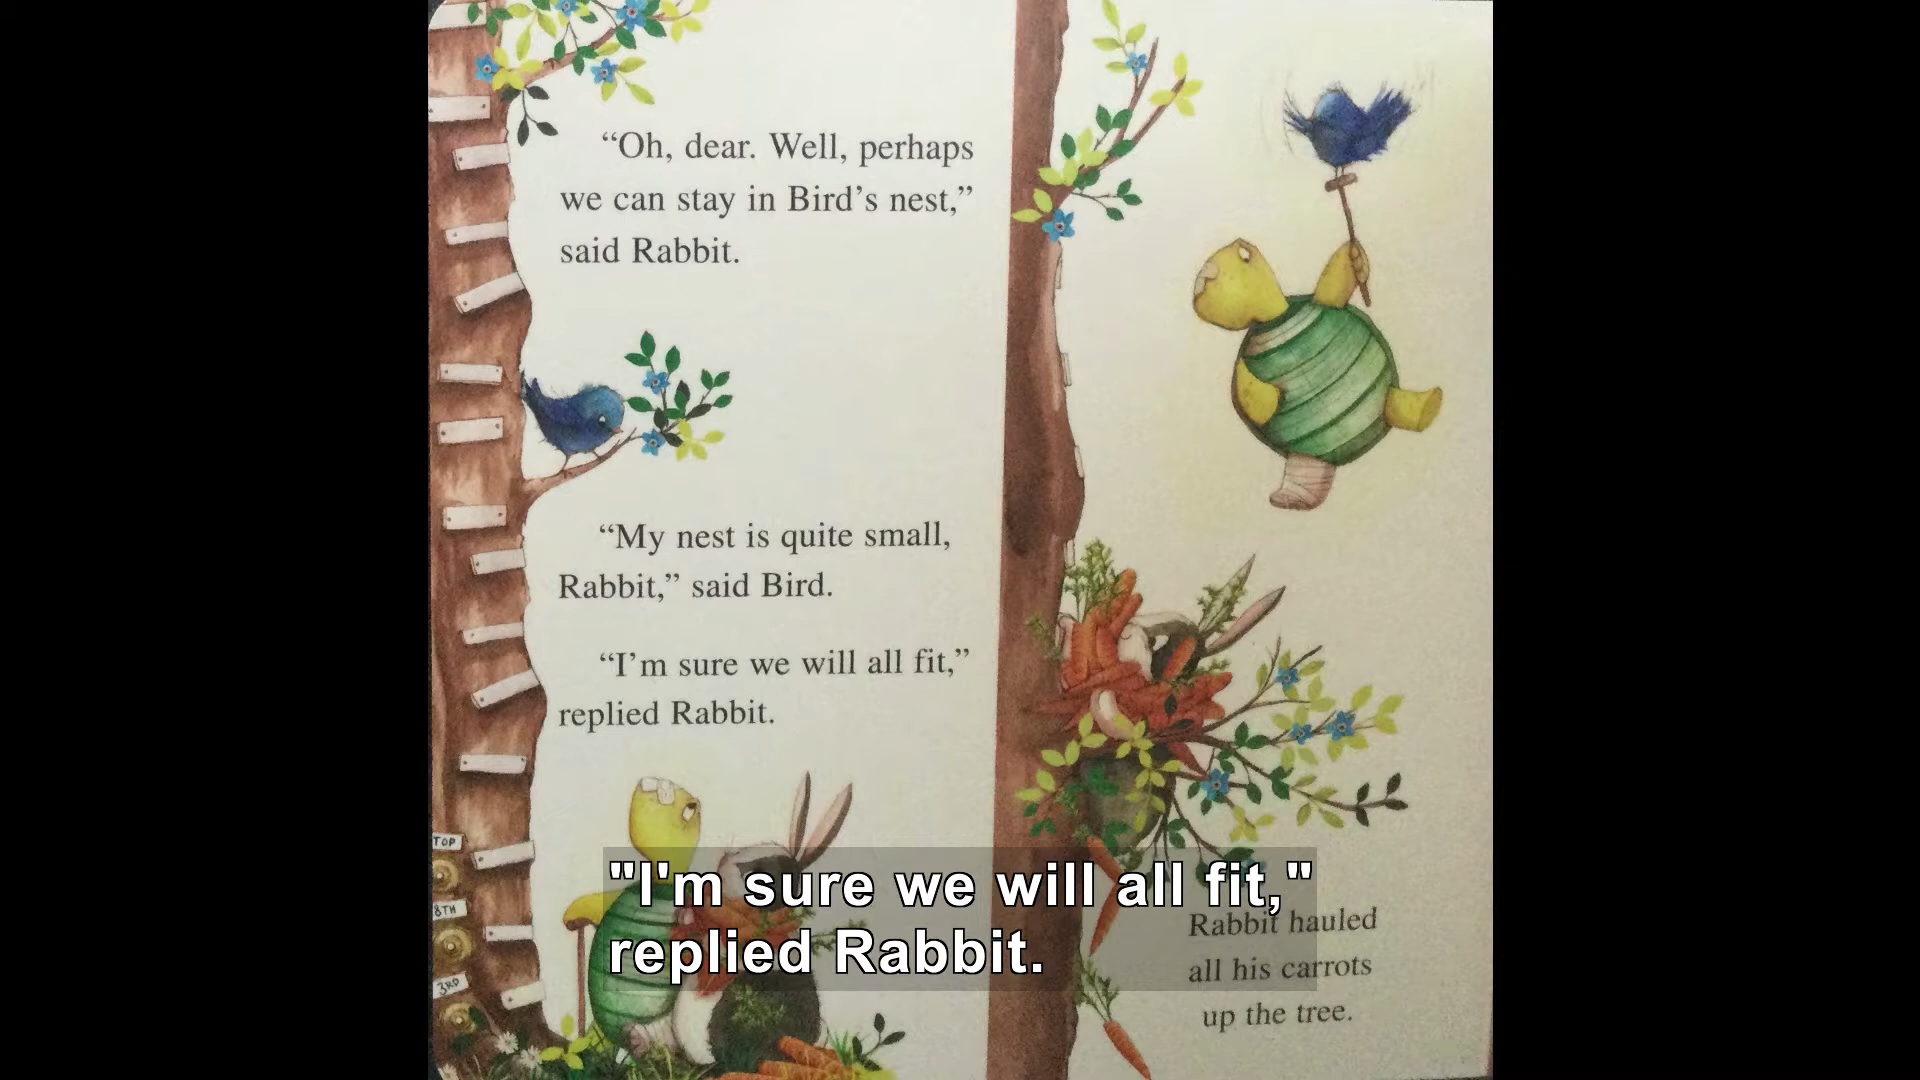 “Oh, dear. Well, perhaps
we can stay in Bird’s nest,”
said Rabbit.
“My nest is quite small,
Rabbit,” said Bird.
“I’m sure we will all fit,”
replied Rabbit.
TOP
8TH
3RD
Rabbit hauled
all his carrots
up the tree.
"I'm sure we will all fit,"
replied Rabbit.